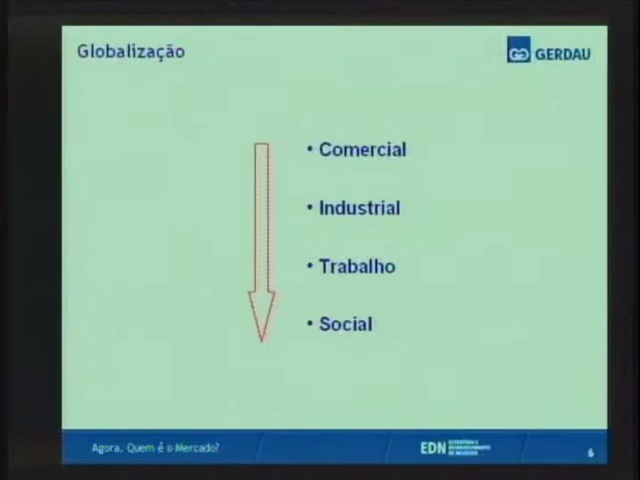 Globalização
GERDAU
• Comercial
• Industrial
• Trabalho
• Social
Agora, Quem é o Mercado?
EDN
6